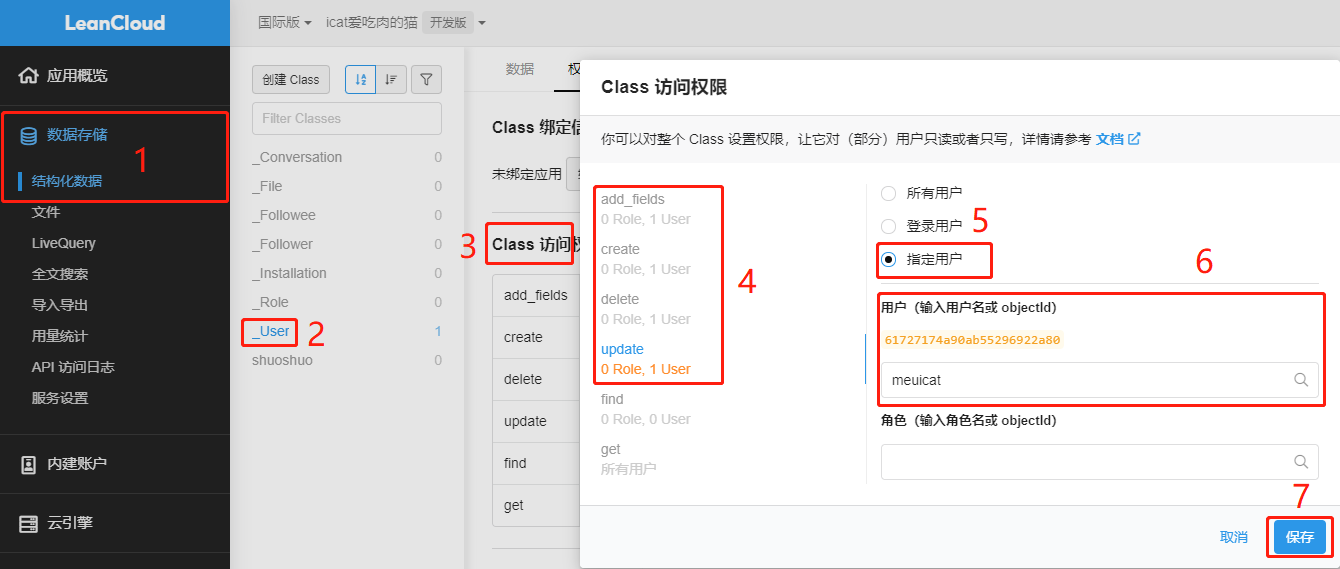 LeanCloud
国际版
icat爱吃肉的猫
开发版
应用概览
数据存储
1
结构化数据
文件
LiveQuery
全文搜索
导入导出
用量统计
API 访问日志
服务设置
内建账户
云引擎
创建 Class
Filter Classes
_Conversation 0
_File 0
_Followee 0
_Follower 0
_Installation 0
_Role 0
_User 1
2
shuoshuo 0
数据
权
Class 绑定信
未绑定应用
3
Class 访问权
add_fields
create
delete
update
find
get
Class 访问权限
你可以对整个 Class 设置权限，让它对（部分）用户只读或者只写，详情请参考 文档
add_fields
0 Role, 1 User
create
0 Role, 1 User
delete
0 Role, 1 User
update
0 Role, 1 User
find
0 Role, 0 User
get
所有用户
4
所有用户
登录用户
5
指定用户
6
用户（输入用户名或 objectId）
61727174a90ab55296922a80
meuicat
角色（输入角色名或 objectId）
7
取消
保存